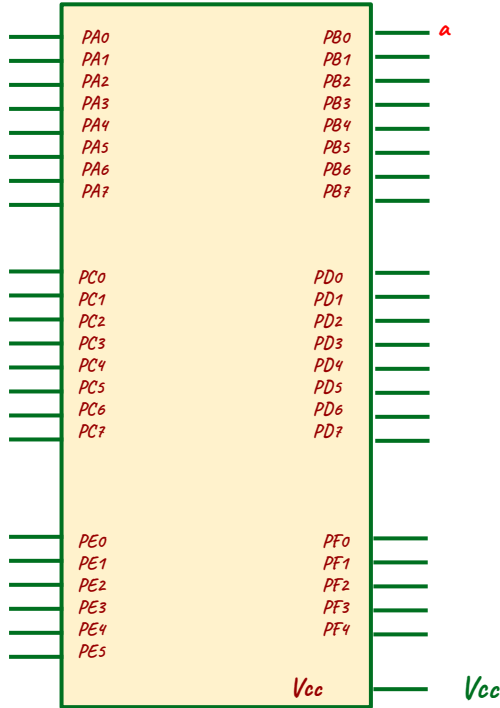 PA0 PB0 a
PA1 PB1
PA2 PB2
PA3 PB3
PA4 PB4
PA5 PB5
PA6 PB6
PA7 PB7
PC0 PD0
PC1 PD1
PC2 PD2
PC3 PD3
PC4 PD4
PC5 PD5
PC6 PD6
PC7 PD7
PE0 PF0
PE1 PF1
PE2 PF2
PE3 PF3
PE4 PF4
PE5
Vcc Vcc